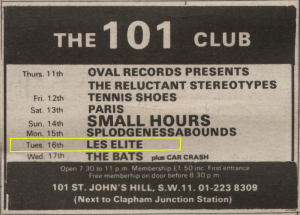 THE 101 CLUB
Thurs. 11th OVAL RECORDS PRESENTS
THE RELUCTANT STEREOTYPES
Fri. 12th TENNIS SHOES
Sat. 13th PARIS
Sun. 14th SMALL HOURS
Mon. 15th SPLODGENESSABOUNDS
Tues. 16th LES ELITE
Wed. 17th THE BATS plus CAR CRASH
Open 7.30 to 11 p.m. Membership £1.50 inc. First entrance
Free membership on door before 8.30 p.m.
101 ST. JOHN'S HILL, S.W.11. 01-223 8309
(Next to Clapham Junction Station)